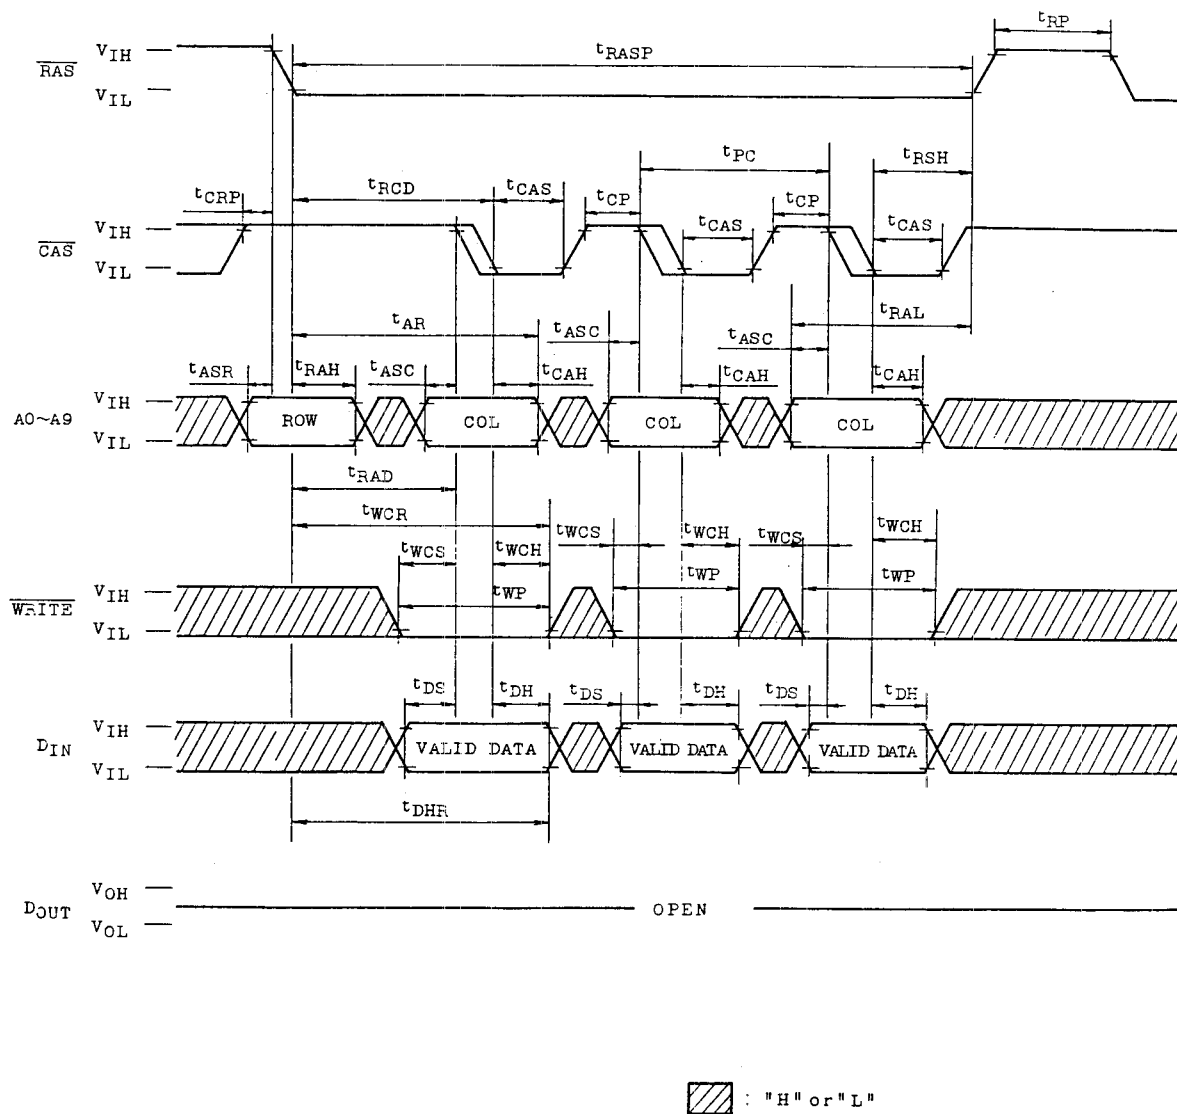 tRP
VIH
RAS
tRASP
VIL
tPC
tRSH
tCRP
tRCD
tCAS
tCP
tCP
VIH
tCAS
tCAS
CAS
VIL
tAR
tASC
tRAL
tASC
tASR
tRAH
tASC
tCAH
tCAH
tCAH
VIH
A0~A9
ROW
COL
COL
COL
VIL
tRAD
tWCR
tWCS
tWCH
tWCS
tWCH
tWCS
tWCH
tWP
tWP
tWP
VIH
WRITE
VIL
tDS
tDH
tDS
tDH
tDS
tDH
VIH
DIN
VALID DATA
VALID DATA
VALID DATA
VIL
tDHR
VOH
DOUT
OPEN
VOL
: "H" or "L"